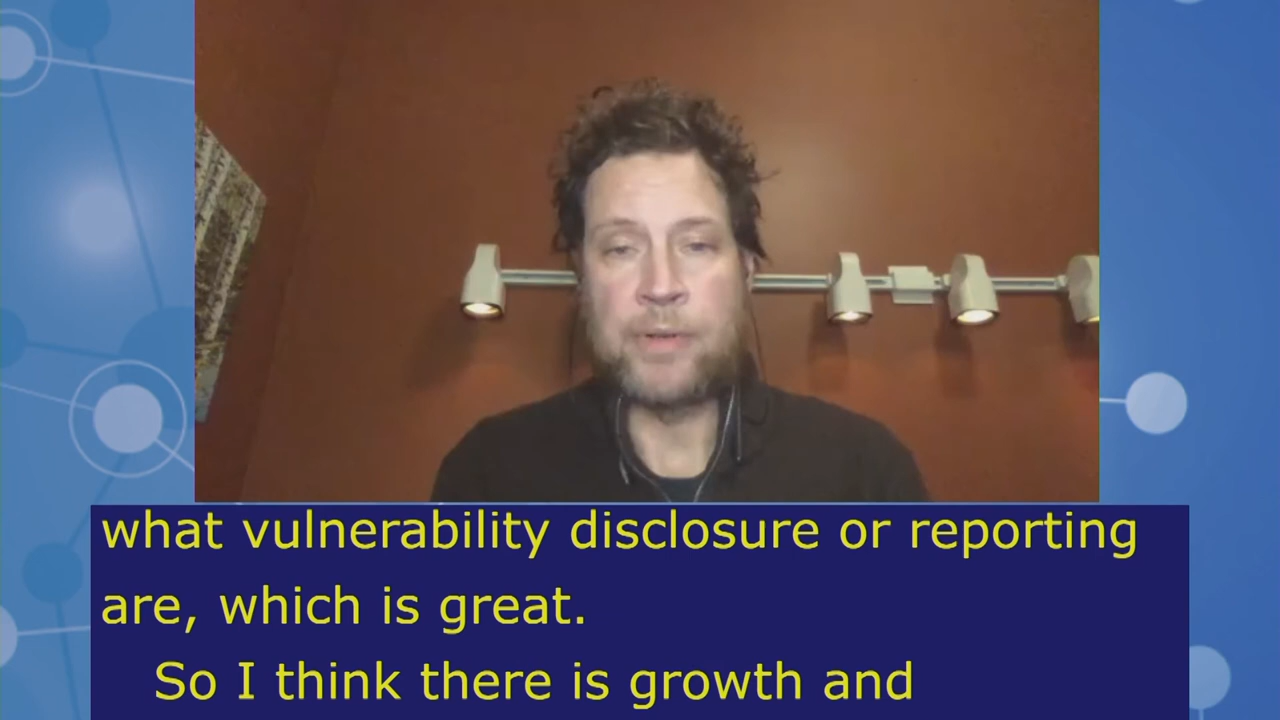 what vulnerability disclosure or reporting
are, which is great.
So I think there is growth and